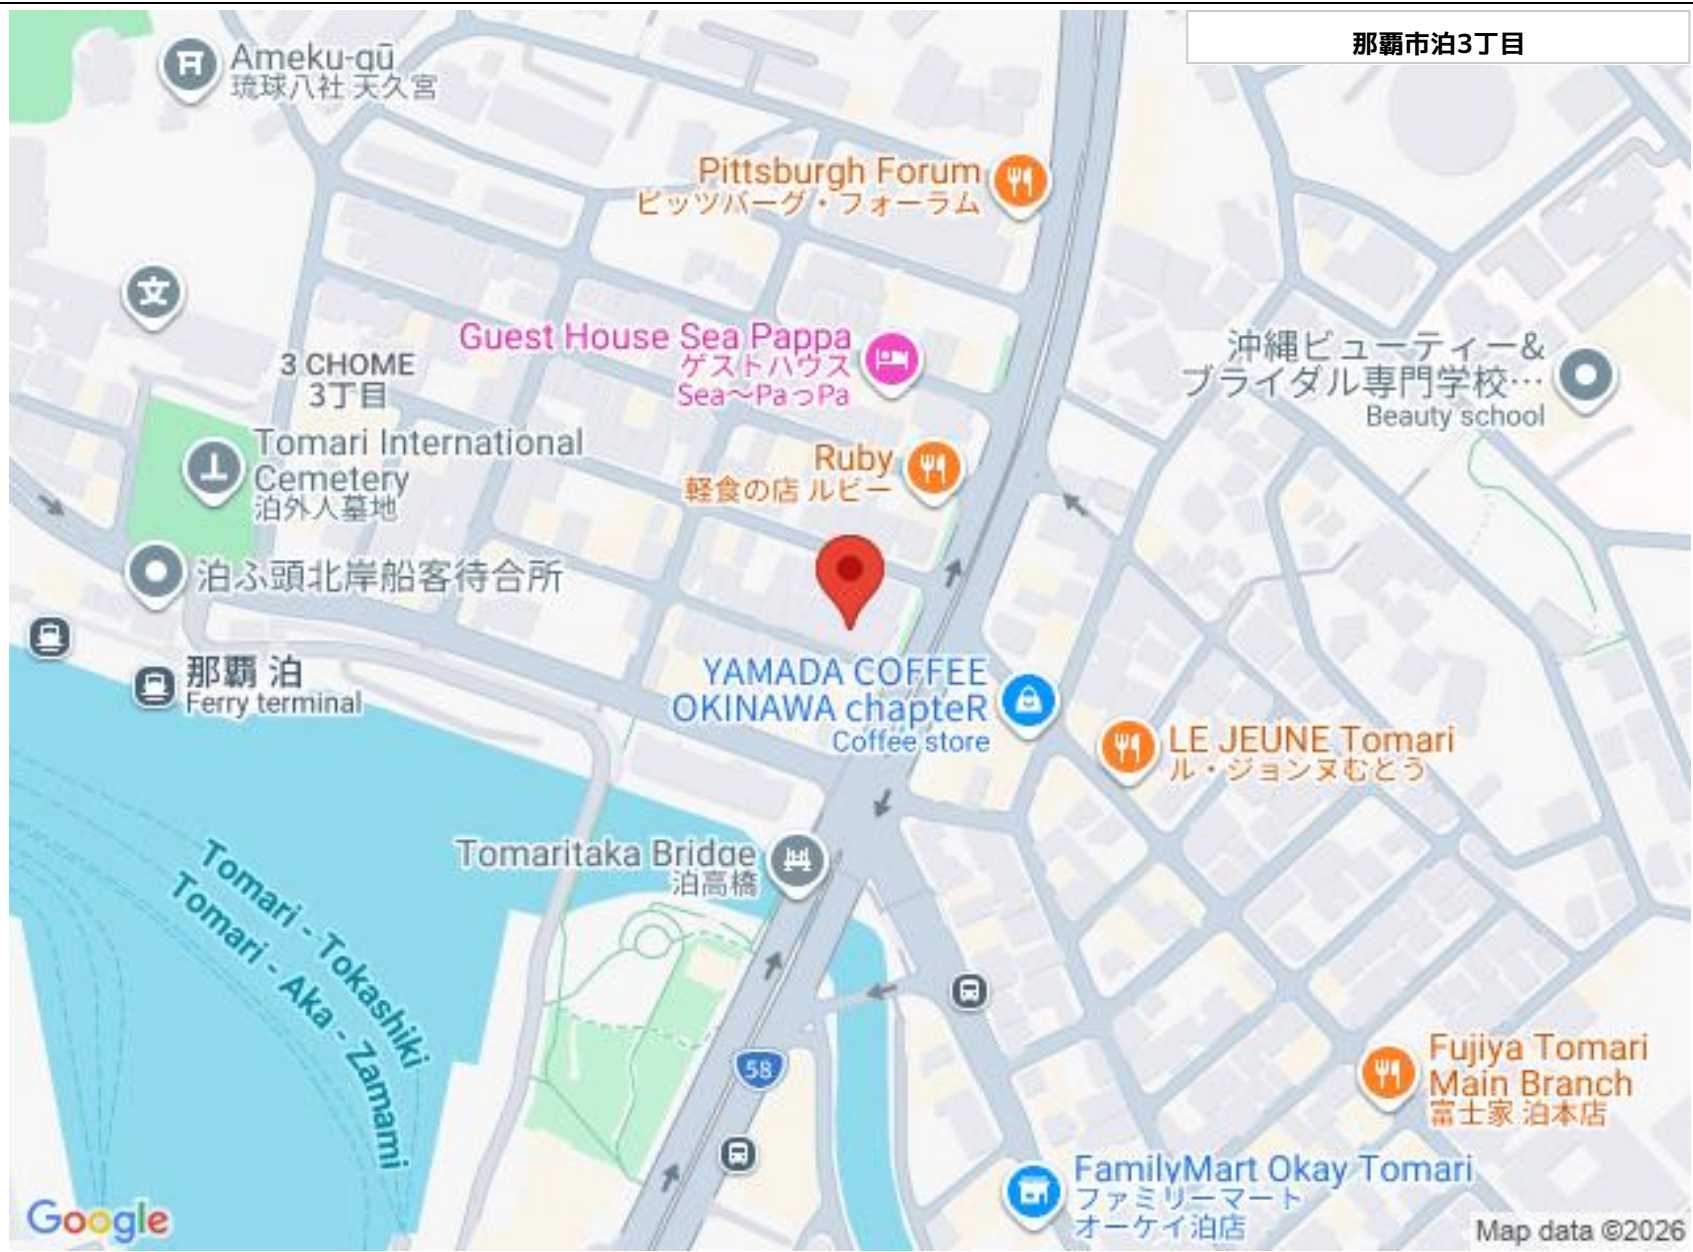 那覇市泊3丁目
Ameku-gū
琉球八社 天久宮
Pittsburgh Forum
ピッツバーグ・フォーラム
文
Guest House Sea Pappa
ゲストハウス
Sea～PaっPa
沖縄ビューティー&
ブライダル専門学校…
Beauty school
3 CHOME
3丁目
Tomari International
Cemetery
泊外人墓地
Ruby
軽食の店 ルビー
泊ふ頭北岸船客待合所
那覇 泊
Ferry terminal
YAMADA COFFEE
OKINAWA chapteR
Coffee store
LE JEUNE Tomari
ル・ジョンヌむとう
Tomaritaka Bridge
泊高橋
Tomari - Tokashiki
Tomari - Aka - Zamami
58
Fujiya Tomari
Main Branch
富士家 泊本店
FamilyMart Okay Tomari
ファミリーマート
オーケイ泊店
Google
Map data ©2026